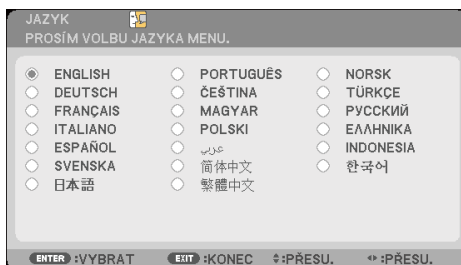 JAZYK
PROSÍM VOLBU JAZYKA MENU.
ENGLISH PORTUGUÊS NORSK
DEUTSCH ČEŠTINA TÜRKÇE
FRANÇAIS MAGYAR РУССКИЙ
ITALIANO POLSKI ΕΛΛΗΝΙΚΑ
ESPAÑOL عربي INDONESIA
SVENSKA 简体中文 한국어
日本語 繁體中文
ENTER :VYBRAT EXIT :KONEC :PŘESU. :PŘESU.